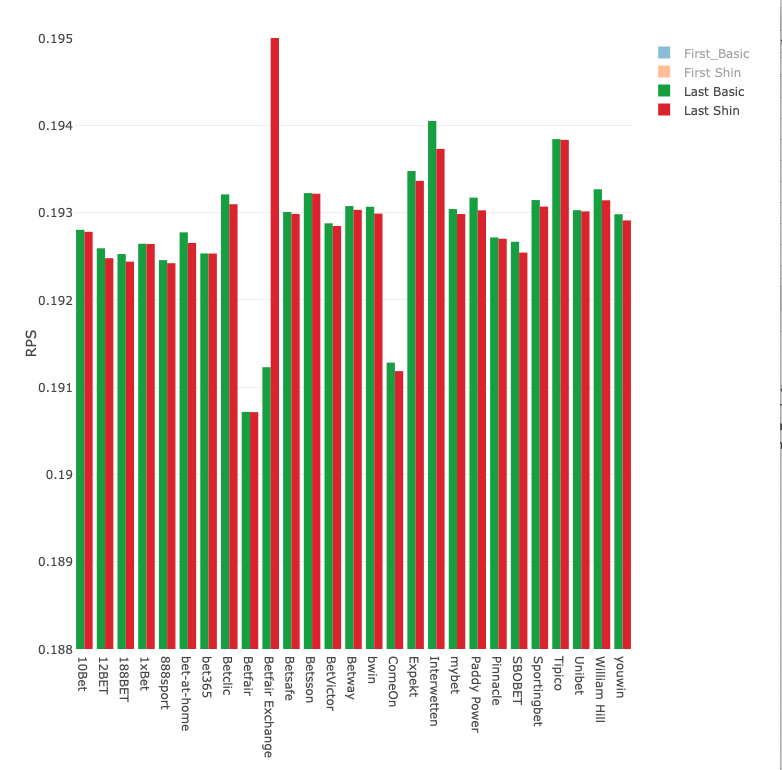 0.195
0.194
0.193
0.192
0.191
0.19
0.189
0.188
RPS
10Bet
12BET
188BET
1xBet
888sport
bet-at-home
bet365
Betclic
Betfair
Betfair Exchange
Betsafe
Betsson
BetVictor
Betway
bwin
ComeOn
Expekt
Interwetten
mybet
Paddy Power
Pinnacle
SBOBET
Sportingbet
Tipico
Unibet
William Hill
youwin
First_Basic
First Shin
Last Basic
Last Shin